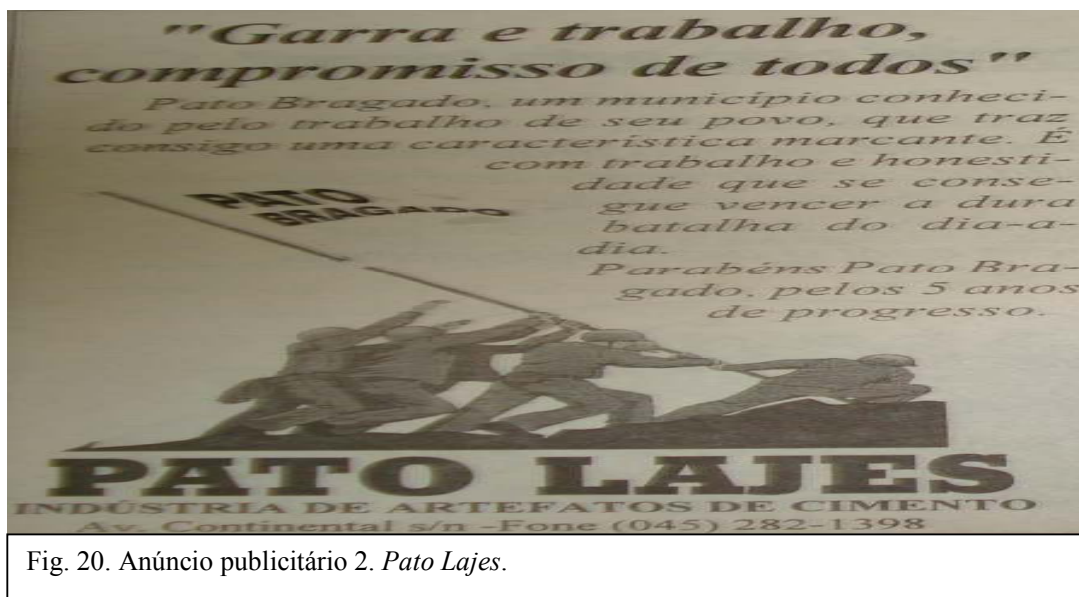 "Garra e trabalho,
compromisso de todos"
Pato Bragado, um município conheci-
do pelo trabalho de seu povo, que traz
consigo uma característica marcante. É
com trabalho e honesti-
dade que se conse-
gue vencer a dura
batalha do dia-a-
dia.
Parabéns Pato Bra-
gado, pelos 5 anos
de progresso.
PATO
BRAGADO
PATO LAJES
INDÚSTRIA DE ARTEFATOS DE CIMENTO
Av. Continental s/n -Fone (045) 282-1398
Fig. 20. Anúncio publicitário 2. Pato Lajes.